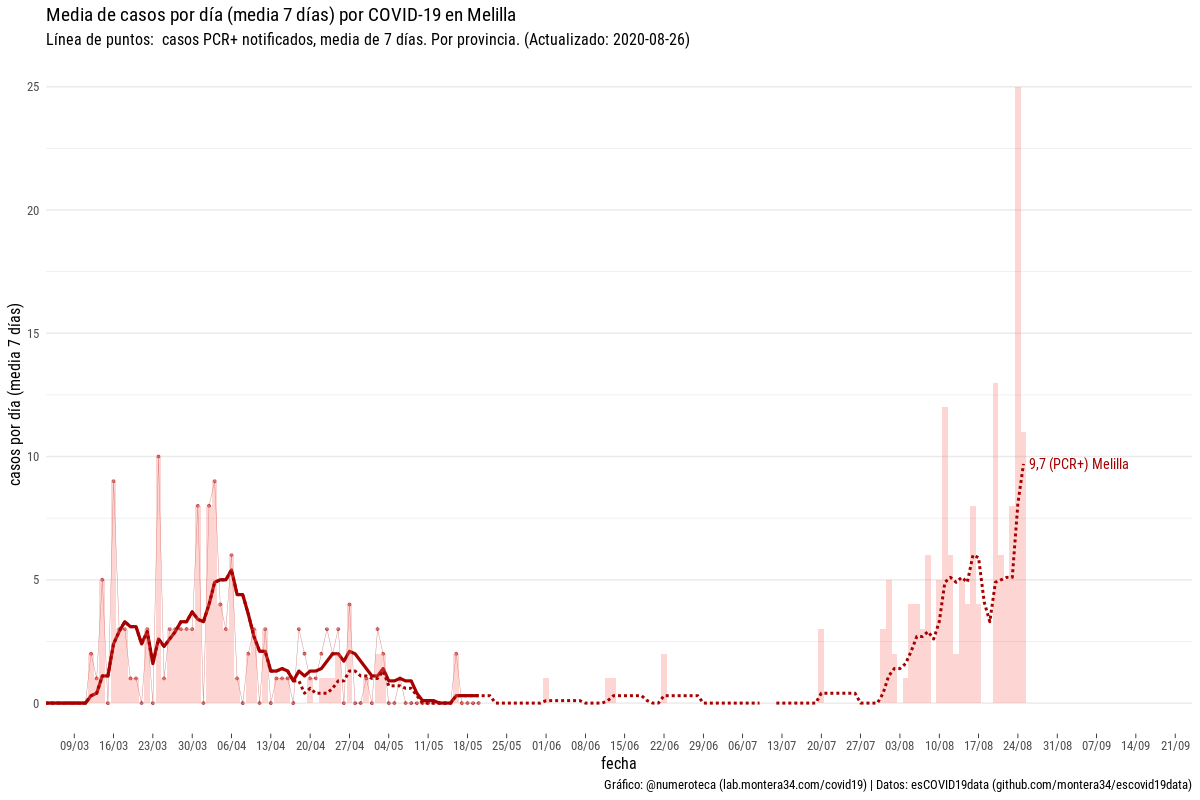 Media de casos por día (media 7 días) por COVID-19 en Melilla
Línea de puntos:  casos PCR+ notificados, media de 7 días. Por provincia. (Actualizado: 2020-08-26)
casos por día (media 7 días)
25
20
15
10
5
0
9,7 (PCR+) Melilla
09/03 16/03 23/03 30/03 06/04 13/04 20/04 27/04 04/05 11/05 18/05 25/05 01/06 08/06 15/06 22/06 29/06 06/07 13/07 20/07 27/07 03/08 10/08 17/08 24/08 31/08 07/09 14/09 21/09
fecha
Gráfico: @numeroteca (lab.montera34.com/covid19) | Datos: esCOVID19data (github.com/montera34/escovid19data)